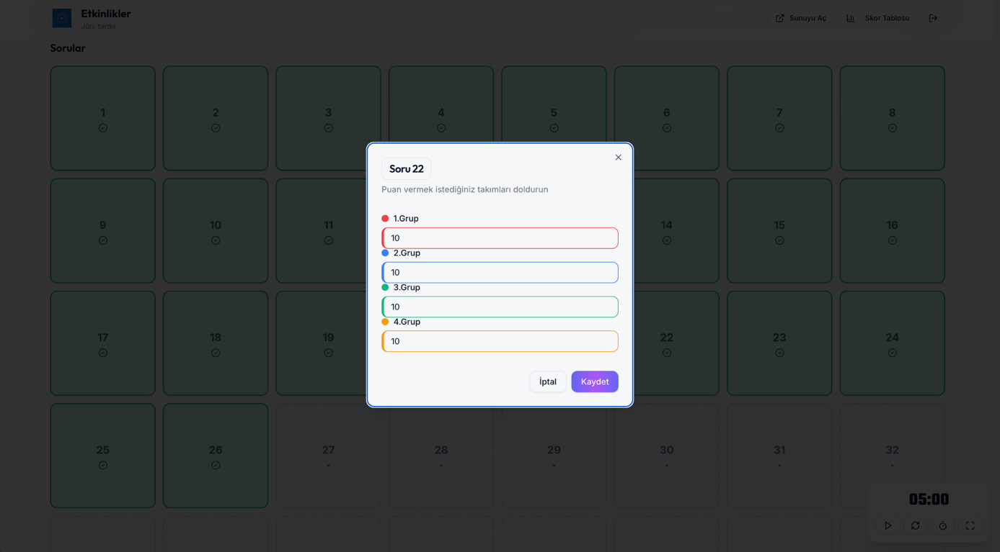 Etkinlikler
Jüri: tardu
Sunuyu Aç
Skor Tablosu
Sorular
1
2
3
4
5
6
7
8
Soru 22
Puan vermek istediğiniz takımları doldurun
1.Grup
10
2.Grup
10
3.Grup
10
4.Grup
10
İptal
Kaydet
9
10
11
14
15
16
17
18
19
22
23
24
25
26
27
28
29
30
31
32
05:00